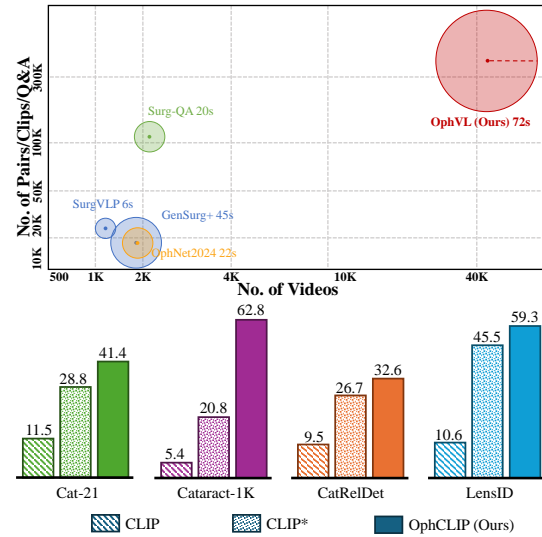 No. of Pairs/Clips/Q&A
300K
100K
50K
20K
10K
OphVL (Ours) 72s
Surg-QA 20s
SurgVLP 6s
GenSurg+ 45s
OphNet2024 22s
500
1K
2K
4K
10K
40K
No. of Videos
11.5
28.8
41.4
Cat-21
5.4
20.8
62.8
Cataract-1K
9.5
26.7
32.6
CatRelDet
10.6
45.5
59.3
LensID
CLIP
CLIP*
OphCLIP (Ours)